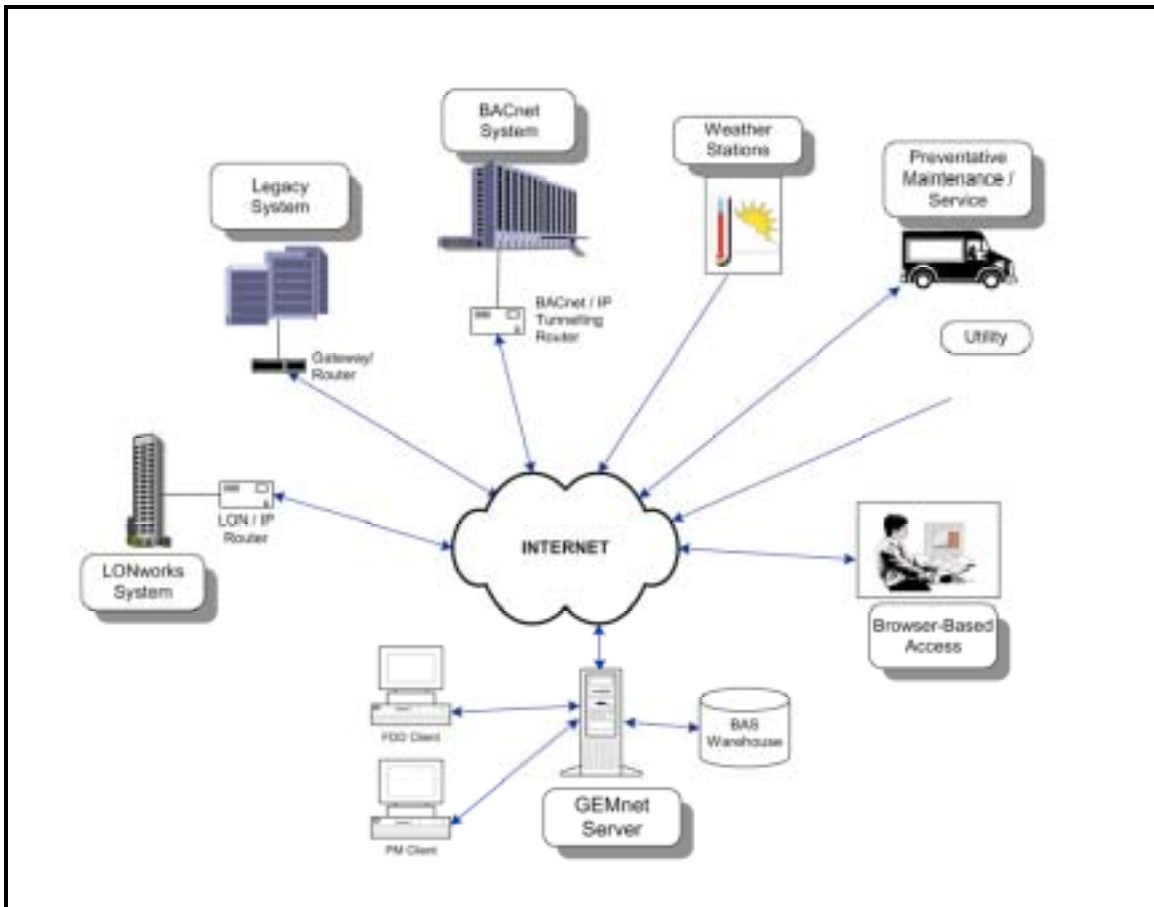 BACnet
System
Weather
Stations
Preventative
Maintenance /
Service
Legacy
System
BACnet / IP
Tunnelling
Router
Utility
Gateway/
Router
LON / IP
Router
INTERNET
LONworks
System
Browser-Based
Access
FDD Client
BAS
Warehouse
GEMnet
Server
PM Client